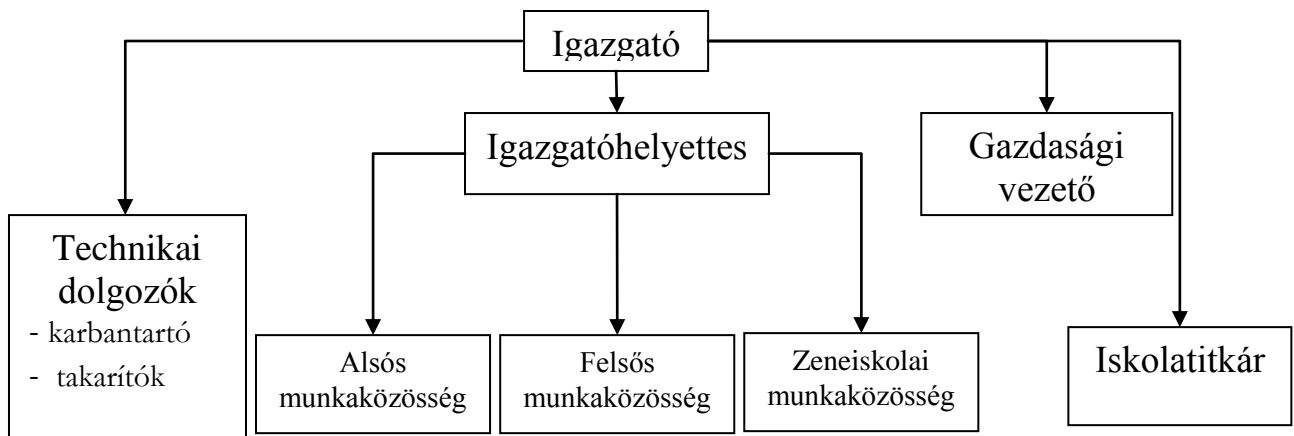 Igazgató
Igazgatóhelyettes
Gazdasági
vezető
Technikai
dolgozók
- karbantartó
- takarítók
Alsós
munkaközösség
Felsős
munkaközösség
Zeneiskolai
munkaközösség
Iskolatitkár